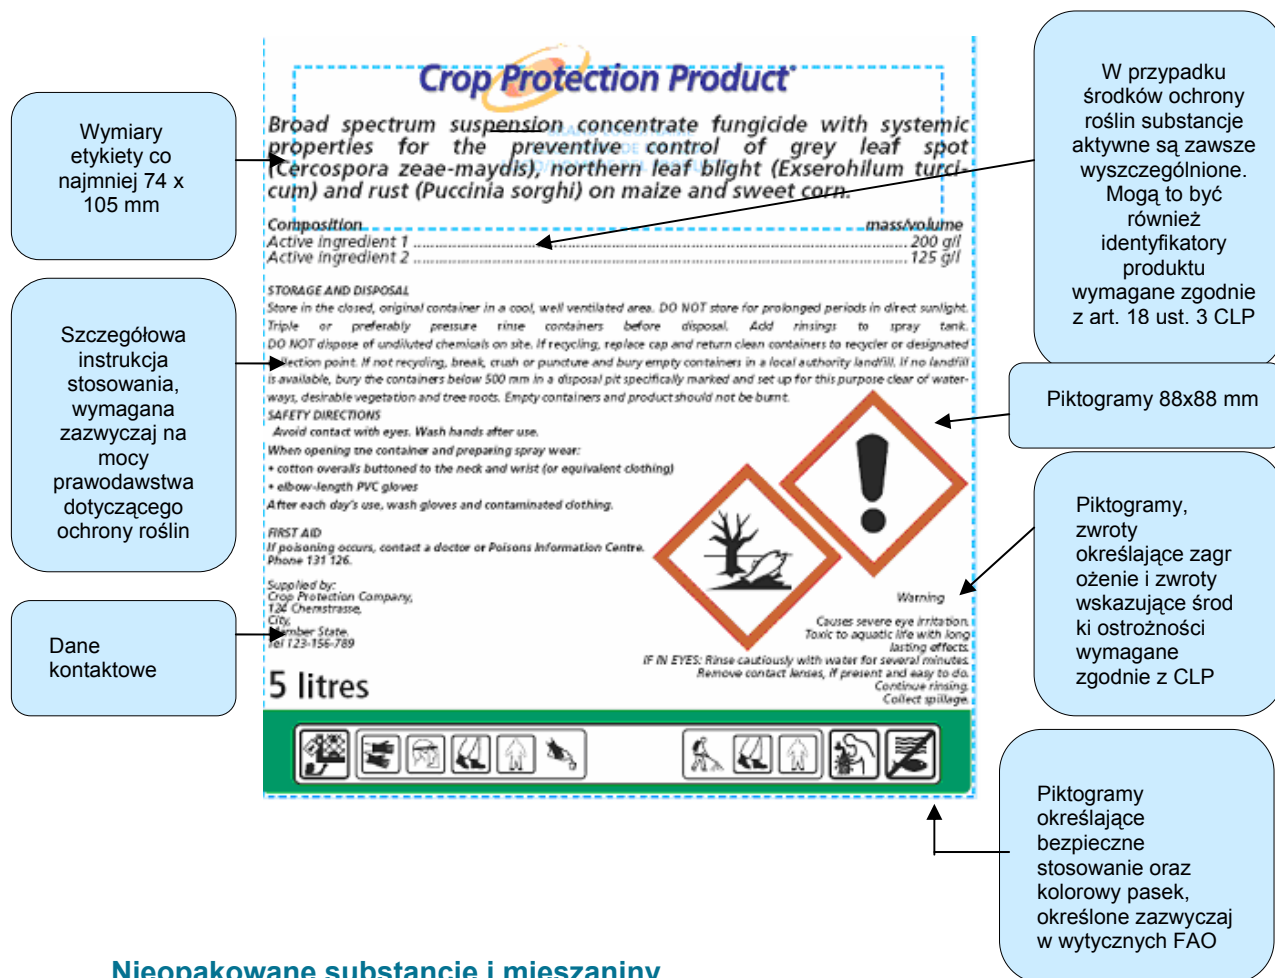 Wymiary
etykiety co
najmniej 74 x
105 mm
Szczegółowa
instrukcja
stosowania,
wymagana
zazwyczaj na
mocy
prawodawstwa
dotyczącego
ochrony roślin
Dane
kontaktowe
Crop Protection Product
Broad spectrum suspension concentrate fungicide with systemic
properties for the preventive control of grey leaf spot
(Cercospora zeae-maydis), northern leaf blight (Exserohilum turci-
cum) and rust (Puccinia sorghi) on maize and sweet corn.
Composition mass/volume
Active ingredient 1 200 g/l
Active ingredient 2 125 g/l
STORAGE AND DISPOSAL
Store in the closed, original container in a cool, well ventilated area. DO NOT store for prolonged periods in direct sunlight.
Triple or preferably pressure rinse containers before disposal. Add rinsings to spray tank.
DO NOT dispose of undiluted chemicals on site. If recycling, replace cap and return clean containers to recycler or designated
collection point. If not recycling, break, crush or puncture and bury empty containers in a local authority landfill. If no landfill
is available, bury the containers below 500 mm in a disposal pit specifically marked and set up for this purpose clear of water-
ways, desirable vegetation and tree roots. Empty containers and product should not be burnt.
SAFETY DIRECTIONS
Avoid contact with eyes. Wash hands after use.
When opening the container and preparing spray wear:
• cotton overalls buttoned to the neck and wrist (or equivalent clothing)
• elbow-length PVC gloves
After each day's use, wash gloves and contaminated clothing.
FIRST AID
If poisoning occurs, contact a doctor or Poisons Information Centre.
Phone 131 126.
Supplied by:
Crop Protection Company,
124 Chemstrasse,
City,
Member State.
Tel 123-156-789
5 litres
Warning
Causes severe eye irritation.
Toxic to aquatic life with long
lasting effects.
IF IN EYES: Rinse cautiously with water for several minutes.
Remove contact lenses, if present and easy to do.
Continue rinsing.
Collect spillage.
W przypadku
środków ochrony
roślin substancje
aktywne są zawsze
wyszczególnione.
Mogą to być
również
identyfikatory
produktu
wymagane zgodnie
z art. 18 ust. 3 CLP
Piktogramy 88x88 mm
Piktogramy,
zwroty
określające zagr
ożenie i zwroty
wskazujące środ
ki ostrożności
wymagane
zgodnie z CLP
Piktogramy
określające
bezpieczne
stosowanie oraz
kolorowy pasek,
określone zazwyczaj
w wytycznych FAO
Nieopakowane substancje i mieszaniny